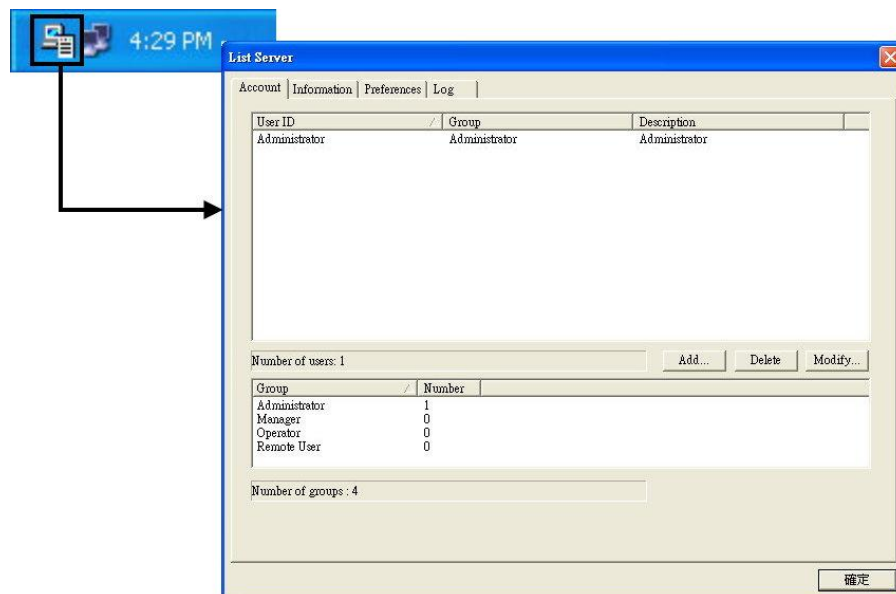 4:29 PM
List Server
Account Information Preferences Log
User ID Group Description
Administrator Administrator Administrator
Number of users: 1 Add... Delete Modify...
Group Number
Administrator 1
Manager 0
Operator 0
Remote User 0
Number of groups : 4
確定